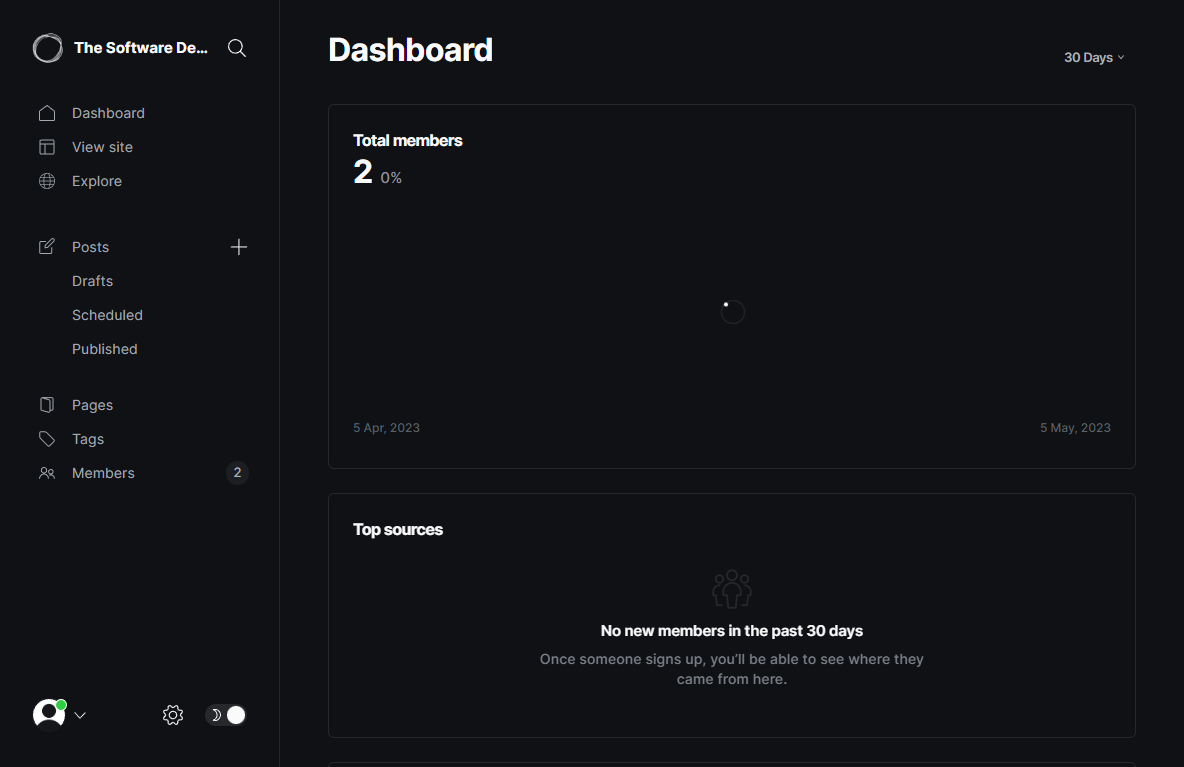 The Software De...
Dashboard
View site
Explore
Posts
Drafts
Scheduled
Published
Pages
Tags
Members
2
Dashboard
30 Days
Total members
2 0%
5 Apr, 2023
5 May, 2023
Top sources
No new members in the past 30 days
Once someone signs up, you’ll be able to see where they
came from here.